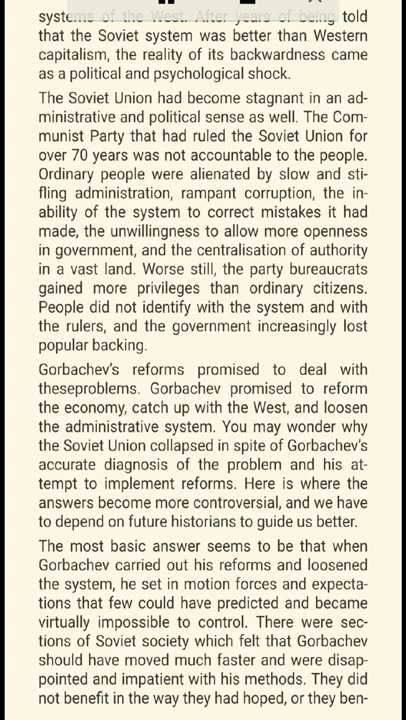 systems of the West. After years of being told
that the Soviet system was better than Western
capitalism, the reality of its backwardness came
as a political and psychological shock.
The Soviet Union had become stagnant in an ad-
ministrative and political sense as well. The Com-
munist Party that had ruled the Soviet Union for
over 70 years was not accountable to the people.
Ordinary people were alienated by slow and sti-
fling administration, rampant corruption, the in-
ability of the system to correct mistakes it had
made, the unwillingness to allow more openness
in government, and the centralisation of authority
in a vast land. Worse still, the party bureaucrats
gained more privileges than ordinary citizens.
People did not identify with the system and with
the rulers, and the government increasingly lost
popular backing.
Gorbachev's reforms promised to deal with
theseproblems. Gorbachev promised to reform
the economy, catch up with the West, and loosen
the administrative system. You may wonder why
the Soviet Union collapsed in spite of Gorbachev's
accurate diagnosis of the problem and his at-
tempt to implement reforms. Here is where the
answers become more controversial, and we have
to depend on future historians to guide us better.
The most basic answer seems to be that when
Gorbachev carried out his reforms and loosened
the system, he set in motion forces and expecta-
tions that few could have predicted and became
virtually impossible to control. There were sec-
tions of Soviet society which felt that Gorbachev
should have moved much faster and were disap-
pointed and impatient with his methods. They did
not benefit in the way they had hoped, or they ben-